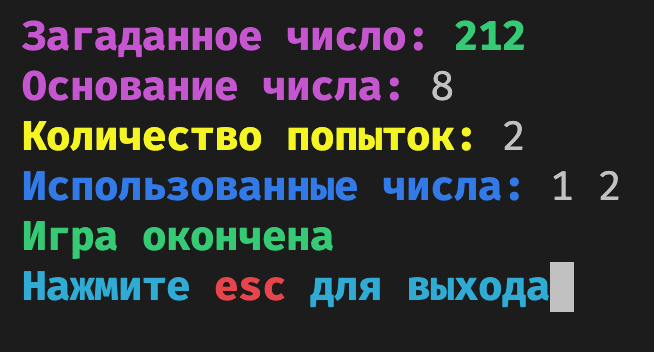 Загаданное число: 212
Основание числа: 8
Количество попыток: 2
Использованные числа: 1 2
Игра окончена
Нажмите esc для выхода